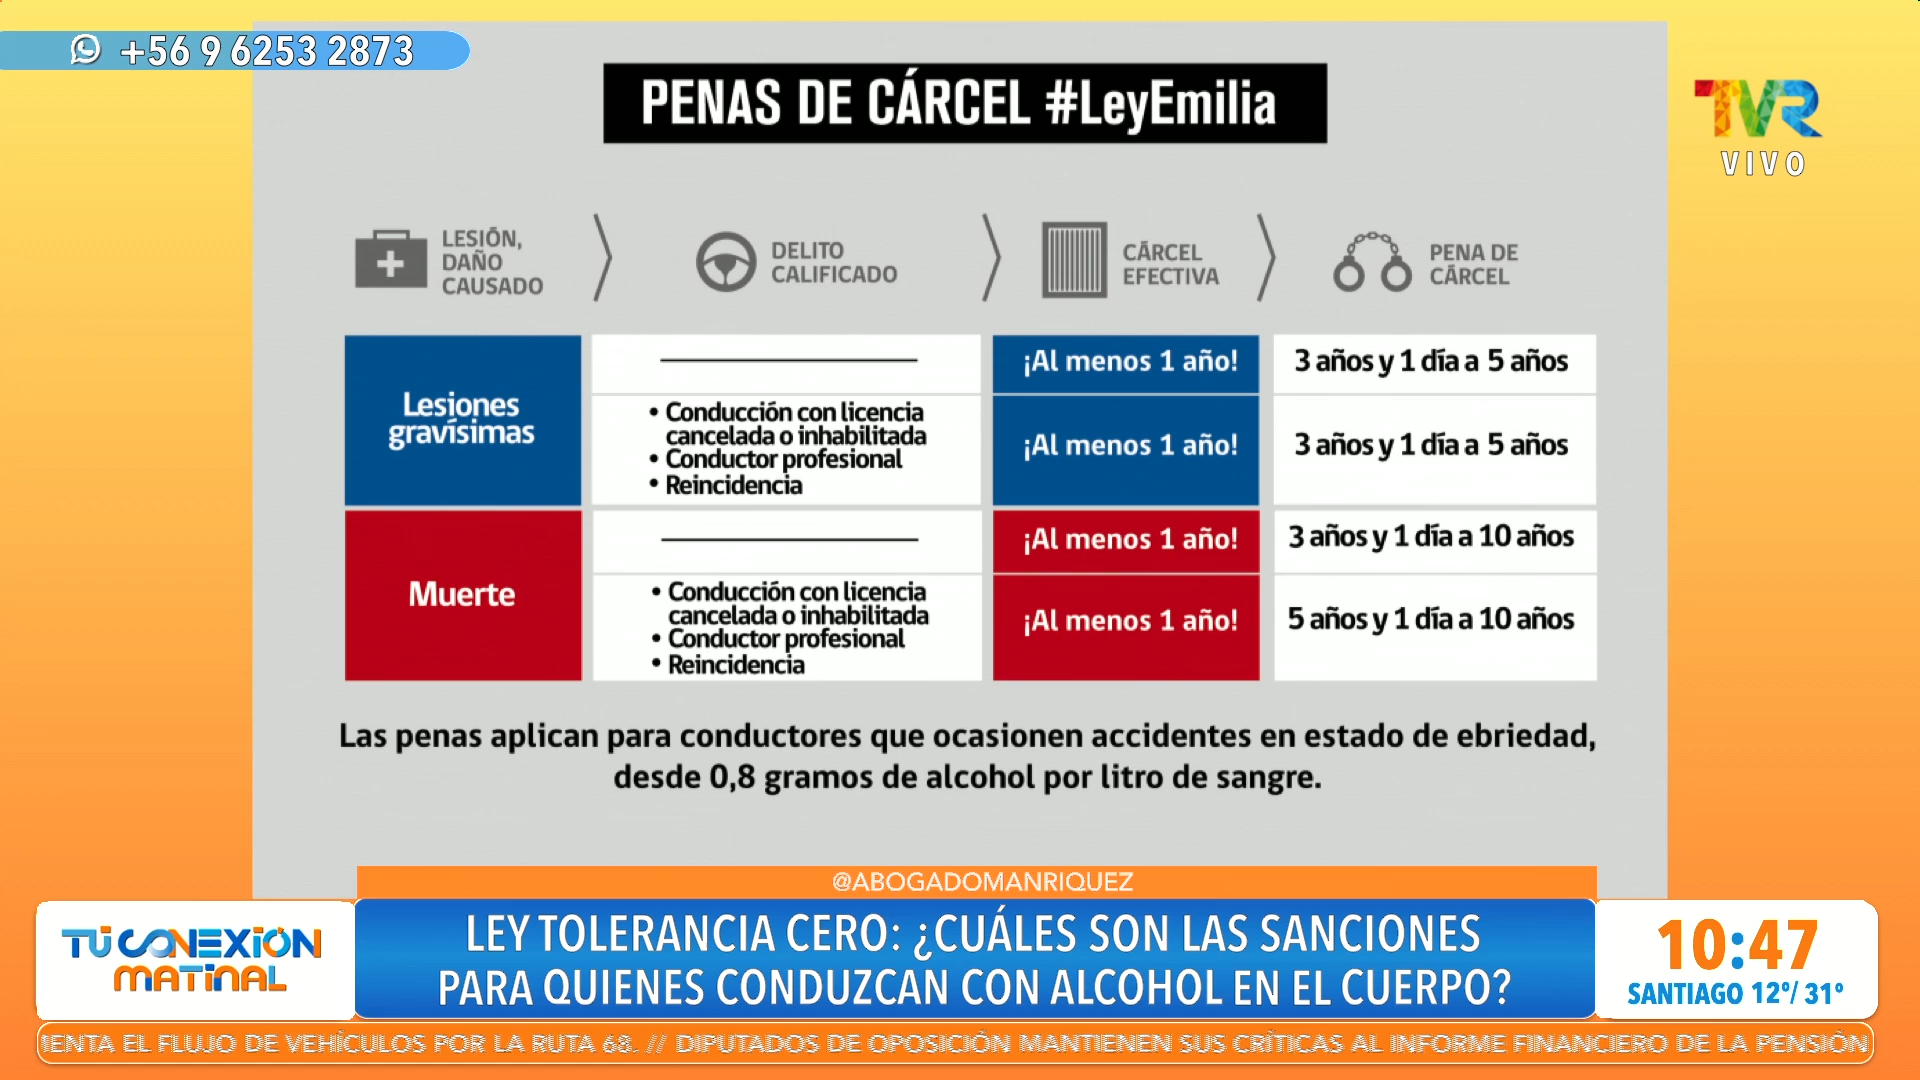 +56 9 6253 2873
PENAS DE CÁRCEL #LeyEmilia
TVR
VIVO
LESIÓN,
DAÑO
CAUSADO
DELITO
CALIFICADO
CÁRCEL
EFECTIVA
PENA DE
CÁRCEL
Lesiones
gravísimas
¡Al menos 1 año!
3 años y 1 día a 5 años
• Conducción con licencia
cancelada o inhabilitada
• Conductor profesional
• Reincidencia
¡Al menos 1 año!
3 años y 1 día a 5 años
Muerte
¡Al menos 1 año!
3 años y 1 día a 10 años
• Conducción con licencia
cancelada o inhabilitada
• Conductor profesional
• Reincidencia
¡Al menos 1 año!
5 años y 1 día a 10 años
Las penas aplican para conductores que ocasionen accidentes en estado de ebriedad,
desde 0,8 gramos de alcohol por litro de sangre.
@ABOGADOMANRIQUEZ
TÚ CONEXIÓN
MATINAL
LEY TOLERANCIA CERO: ¿CUÁLES SON LAS SANCIONES
PARA QUIENES CONDUZCAN CON ALCOHOL EN EL CUERPO?
10:47
SANTIAGO 12°/ 31°
ENTA EL FLUJO DE VEHÍCULOS POR LA RUTA 68. // DIPUTADOS DE OPOSICIÓN MANTIENEN SUS CRÍTICAS AL INFORME FINANCIERO DE LA PENSIÓN